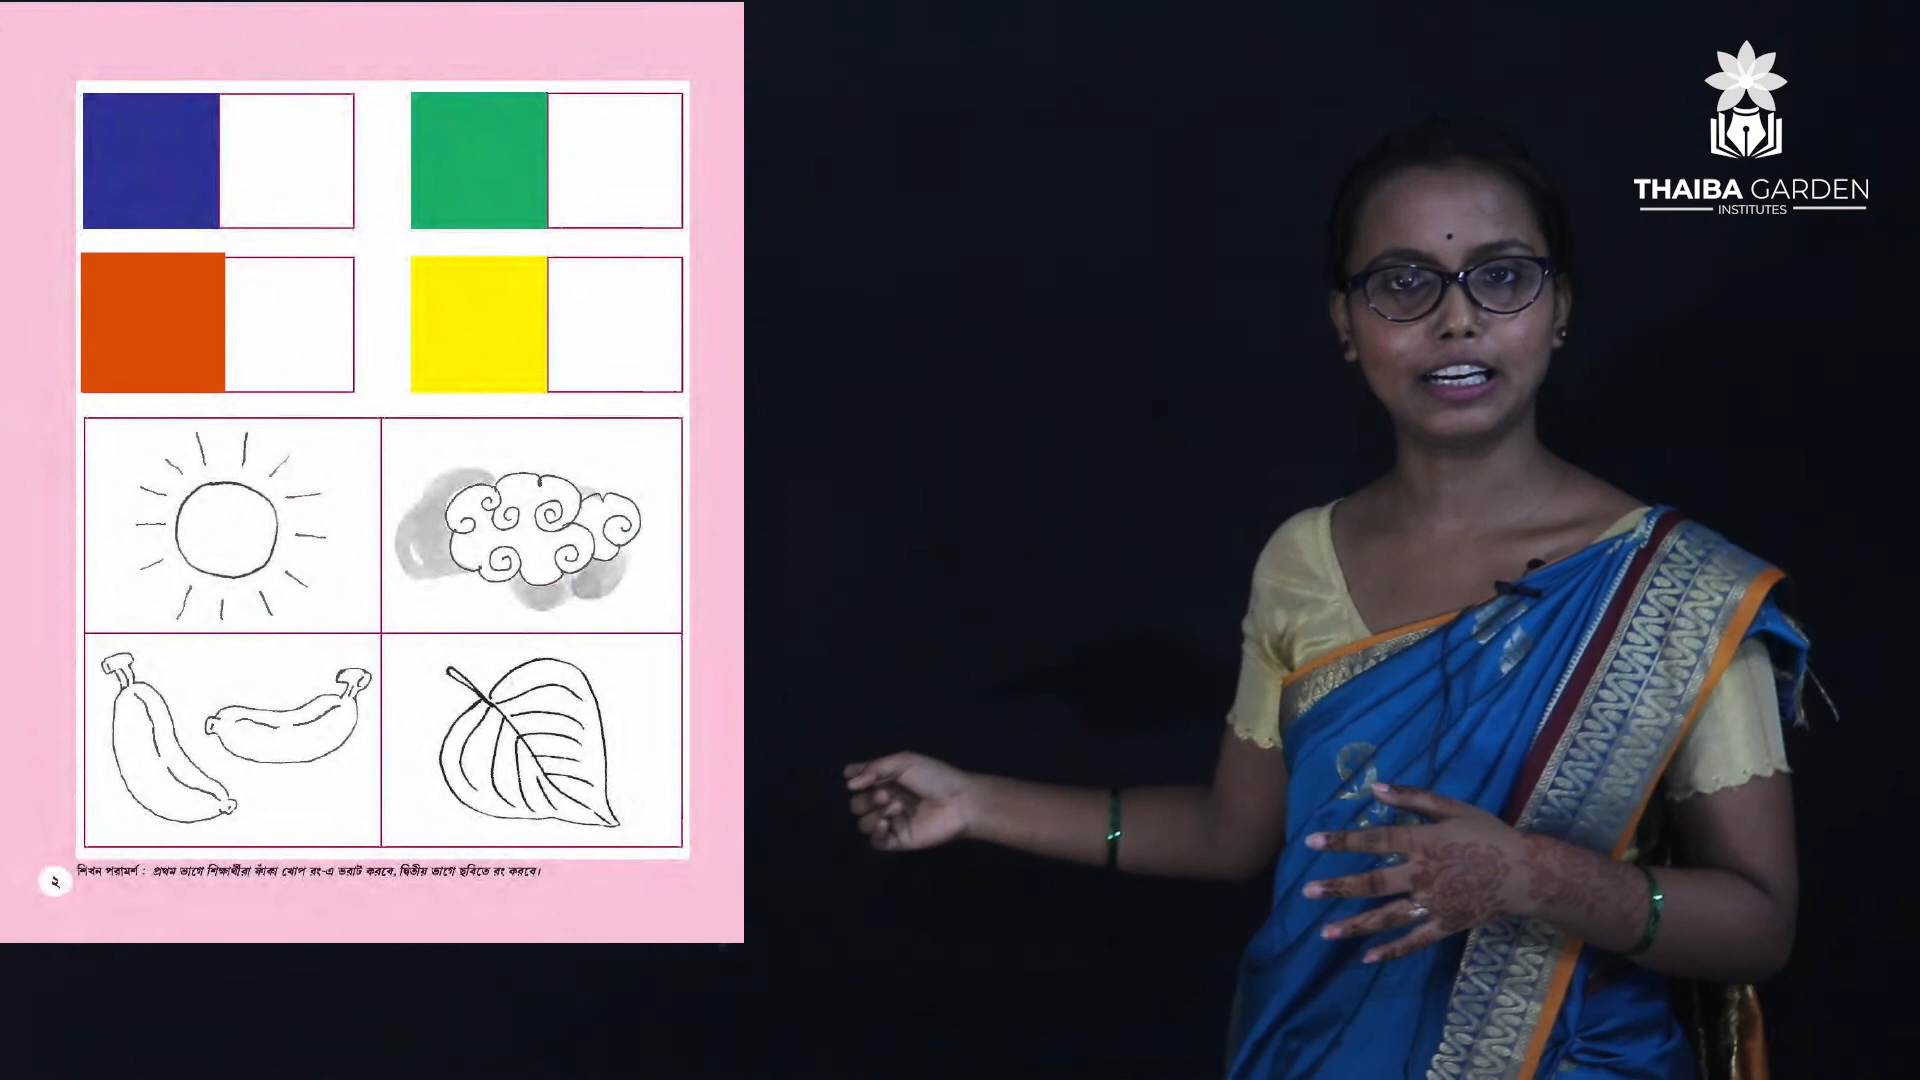 THAIBA GARDEN
INSTITUTES
শিখন পরামর্শ : প্রথম ভাগে শিক্ষার্থীরা ফাঁকা খোপ রং-এ ভরাট করবে, দ্বিতীয় ভাগে ছবিতে রং করবে।
২